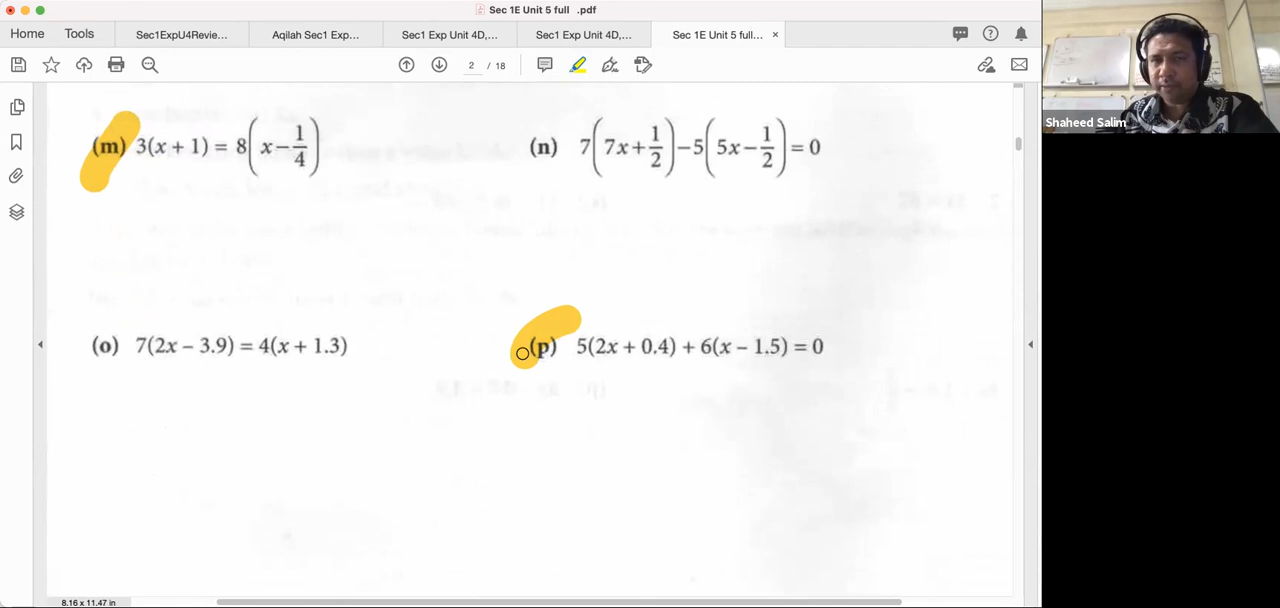 Sec 1E Unit 5 full .pdf
Home Tools Sec1ExpU4Revie... Aqilah Sec1 Exp... Sec1 Exp Unit 4D,... Sec1 Exp Unit 4D,... Sec 1E Unit 5 full... ×
2 / 18
Shaheed Salim
(m) 3(x + 1) = 8(x − 1/4)
(n) 7(7x + 1/2) − 5(5x − 1/2) = 0
(o) 7(2x − 3.9) = 4(x + 1.3)
(p) 5(2x + 0.4) + 6(x − 1.5) = 0
8.16 x 11.47 in